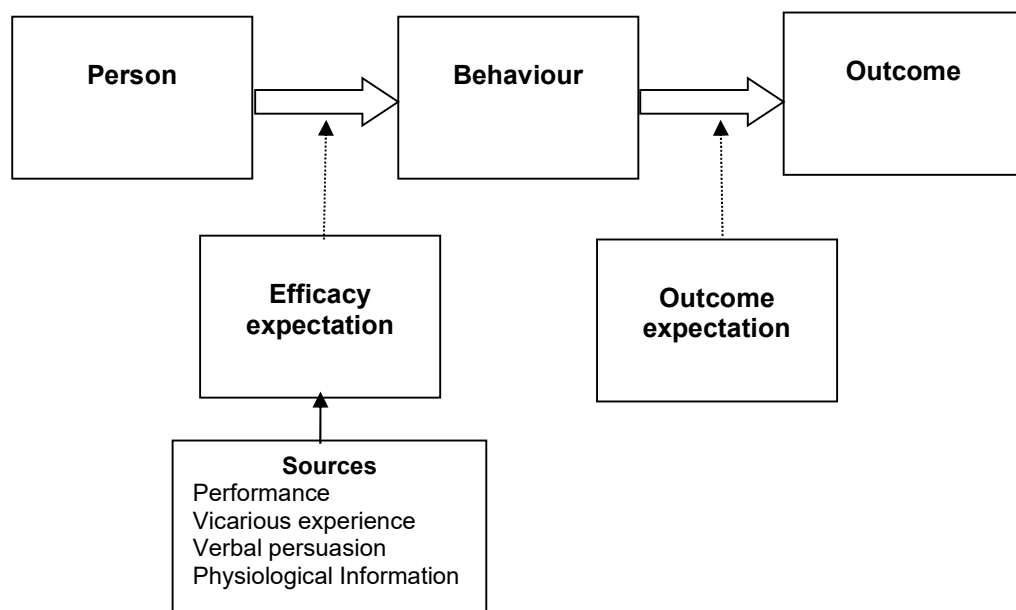 Person
Behaviour
Outcome
Efficacy
expectation
Outcome
expectation
Sources
Performance
Vicarious experience
Verbal persuasion
Physiological Information